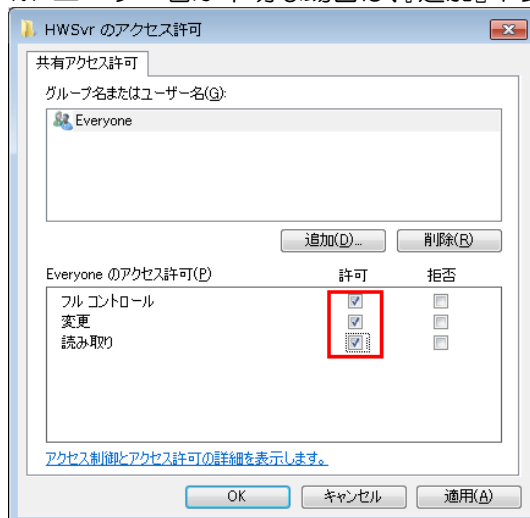 HWSvr のアクセス許可
共有アクセス許可
グループ名またはユーザー名(G):
Everyone
追加(D)... 削除(R)
Everyone のアクセス許可(P) 許可 拒否
フル コントロール
変更
読み取り
アクセス制御とアクセス許可の詳細を表示します。
OK キャンセル 適用(A)